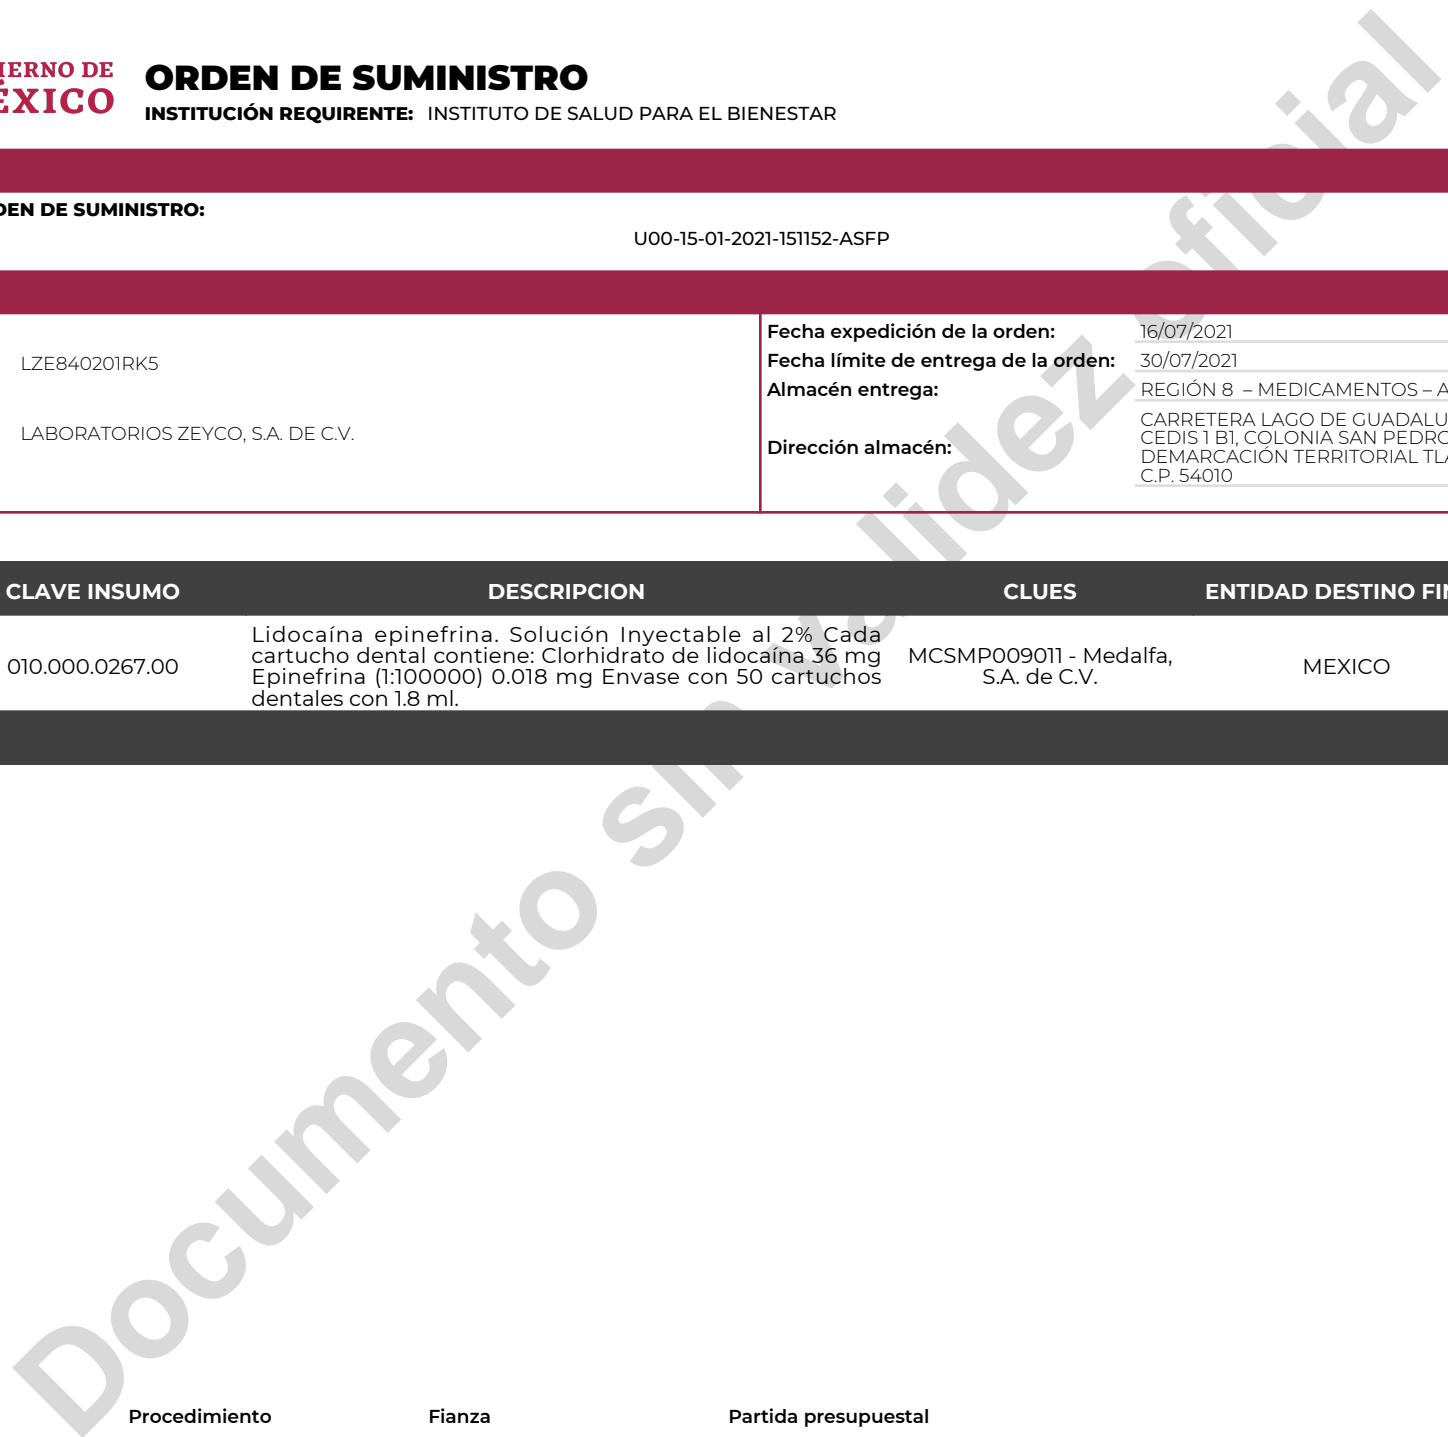 IERNO DE
ÉXICO
ORDEN DE SUMINISTRO
INSTITUCIÓN REQUIRENTE: INSTITUTO DE SALUD PARA EL BIENESTAR
DEN DE SUMINISTRO:
U00-15-01-2021-151152-ASFP
LZE840201RK5
LABORATORIOS ZEYCO, S.A. DE C.V.
Fecha expedición de la orden: 16/07/2021
Fecha límite de entrega de la orden: 30/07/2021
Almacén entrega: REGIÓN 8 – MEDICAMENTOS – A
Dirección almacén: CARRETERA LAGO DE GUADALU
CEDIS 1 B1, COLONIA SAN PEDRO
DEMARCACIÓN TERRITORIAL TLA
C.P. 54010
CLAVE INSUMO DESCRIPCION CLUES ENTIDAD DESTINO FIN
010.000.0267.00
Lidocaína epinefrina. Solución Inyectable al 2% Cada
cartucho dental contiene: Clorhidrato de lidocaína 36 mg
Epinefrina (1:100000) 0.018 mg Envase con 50 cartuchos
dentales con 1.8 ml.
MCSMP009011 - Medalfa,
S.A. de C.V.
MEXICO
Documento sin validez oficial
Procedimiento Fianza Partida presupuestal